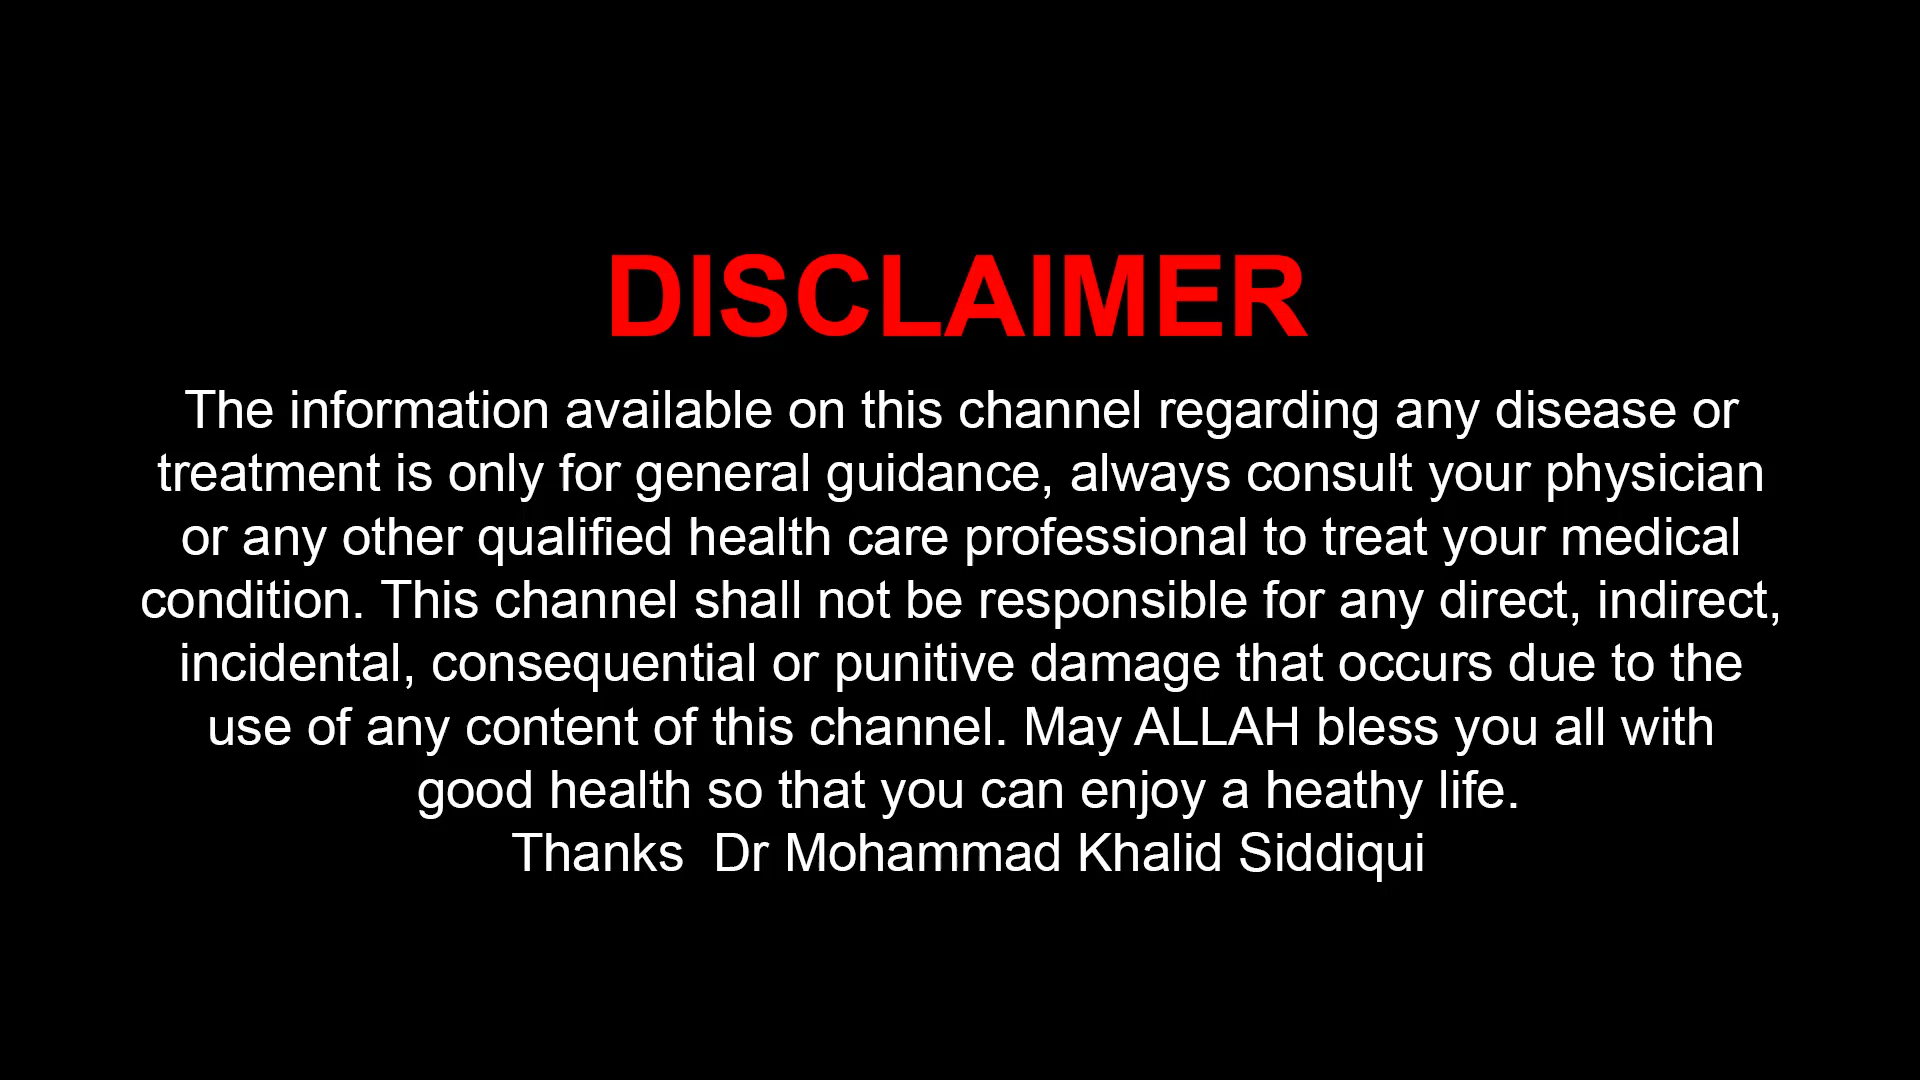 DISCLAIMER
The information available on this channel regarding any disease or
treatment is only for general guidance, always consult your physician
or any other qualified health care professional to treat your medical
condition. This channel shall not be responsible for any direct, indirect,
incidental, consequential or punitive damage that occurs due to the
use of any content of this channel. May ALLAH bless you all with
good health so that you can enjoy a heathy life.
Thanks  Dr Mohammad Khalid Siddiqui